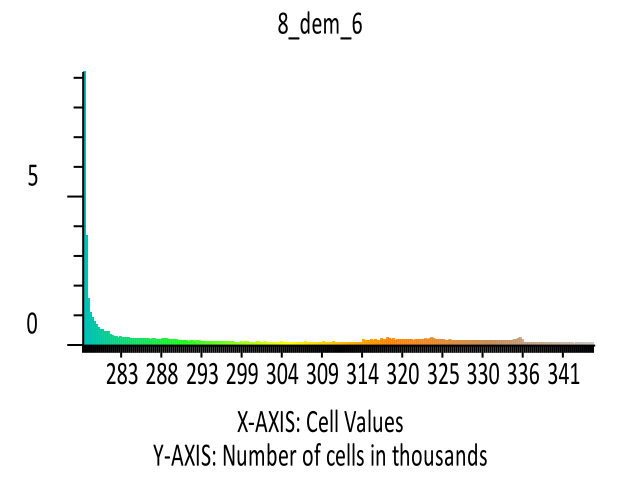 8_dem_6
5
0
283 288 293 299 304 309 314 320 325 330 336 341
X-AXIS: Cell Values
Y-AXIS: Number of cells in thousands